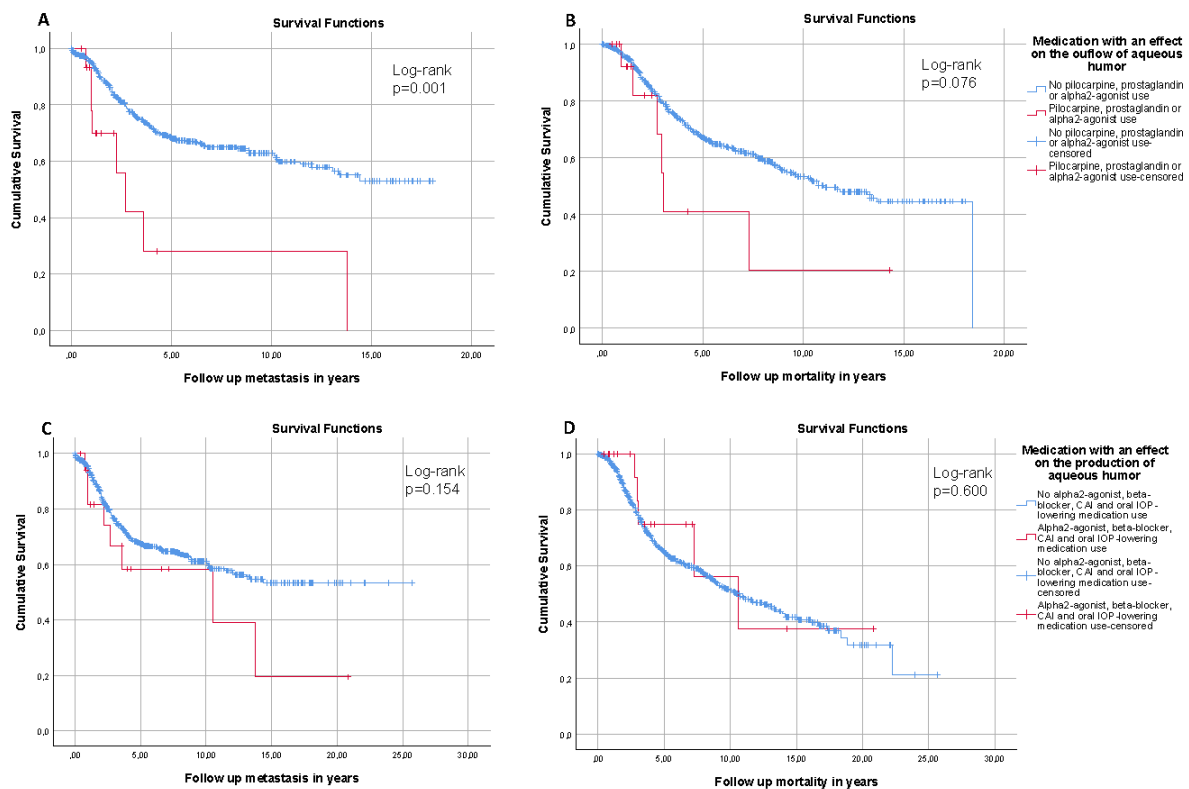 A
Survival Functions
Log-rank
p=0.001
1,0
0,8
0,6
0,4
0,2
0,0
Cumulative Survival
,00
5,00
10,00
15,00
20,00
Follow up metastasis in years
B
Survival Functions
Log-rank
p=0.076
1,0
0,8
0,6
0,4
0,2
0,0
Cumulative Survival
,00
5,00
10,00
15,00
20,00
Follow up mortality in years
Medication with an effect
on the ouflow of aqueous
humor
No pilocarpine, prostaglandin
or alpha2-agonist use
Pilocarpine, prostaglandin or
alpha2-agonist use
No pilocarpine, prostaglandin
or alpha2-agonist use-
censored
Pilocarpine, prostaglandin or
alpha2-agonist use-censored
C
Survival Functions
Log-rank
p=0.154
1,0
0,8
0,6
0,4
0,2
0,0
Cumulative Survival
,00
5,00
10,00
15,00
20,00
25,00
30,00
Follow up metastasis in years
D
Survival Functions
Log-rank
p=0.600
1,0
0,8
0,6
0,4
0,2
0,0
Cumulative Survival
,00
5,00
10,00
15,00
20,00
25,00
30,00
Follow up mortality in years
Medication with an effect
on the production of
aqueous humor
No alpha2-agonist, beta-
blocker, CAI and oral IOP-
lowering medication use
Alpha2-agonist, beta-blocker,
CAI and oral IOP-lowering
medication use
No alpha2-agonist, beta-
blocker, CAI and oral IOP-
lowering medication use-
censored
Alpha2-agonist, beta-blocker,
CAI and oral IOP-lowering
medication use-censored